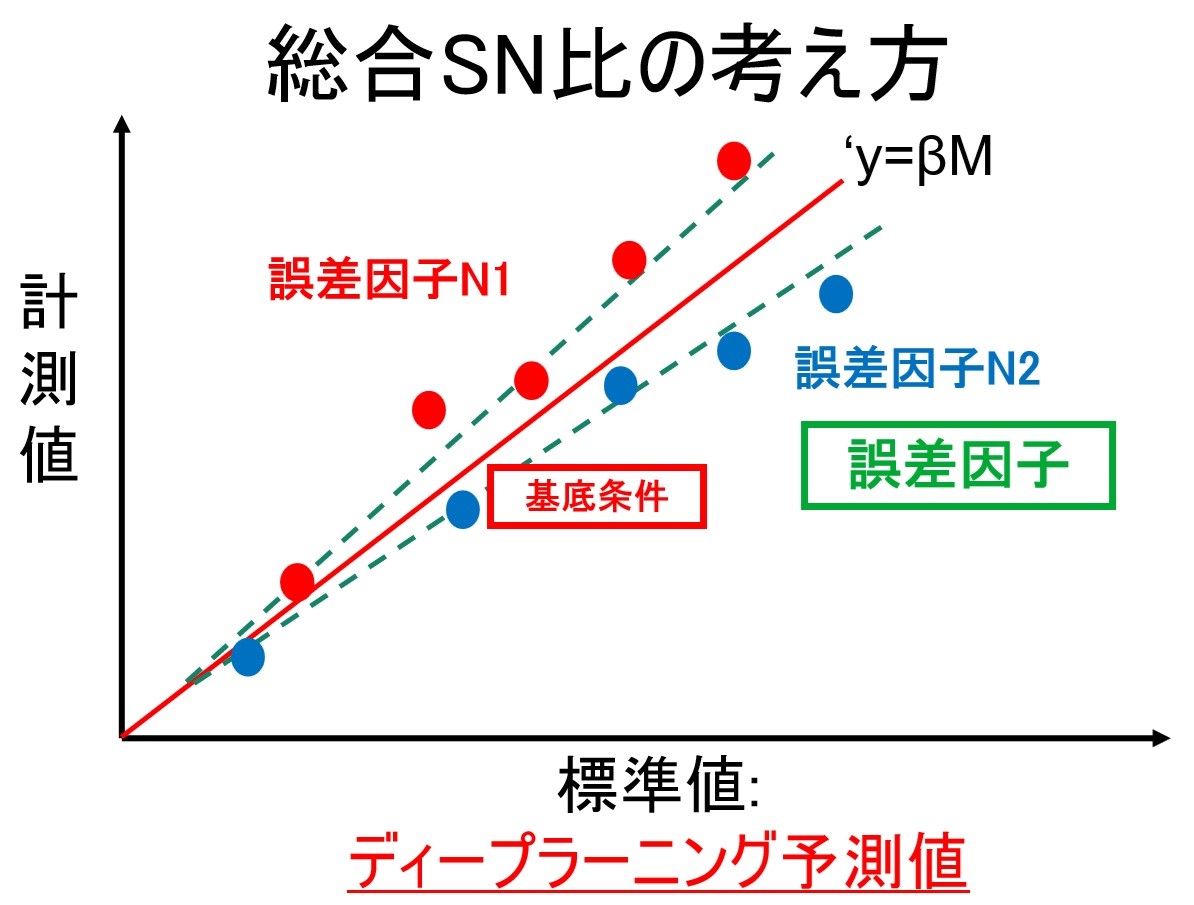 総合SN比の考え方
‘y=βM
誤差因子N1
計測値
誤差因子N2
誤差因子
基底条件
標準値:
ディープラーニング予測値